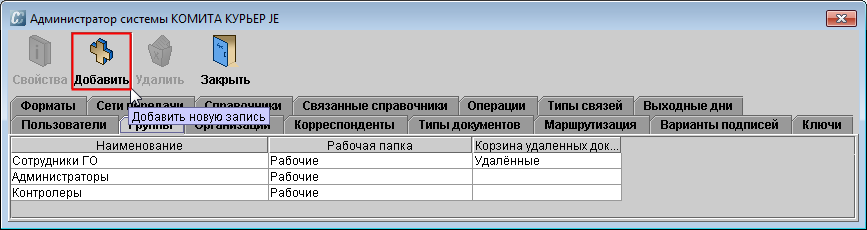 Администратор системы КОМИТА КУРЬЕР JE
Свойства Добавить Удалить Закрыть
Форматы Сети передачи Справочники Связанные справочники Операции Типы связей Выходные дни
Добавить новую запись
Пользователи Группы Организации Корреспонденты Типы документов Маршрутизация Варианты подписей Ключи
Наименование Рабочая папка Корзина удаленных док...
Сотрудники ГО Рабочие Удалённые
Администраторы Рабочие
Контролеры Рабочие